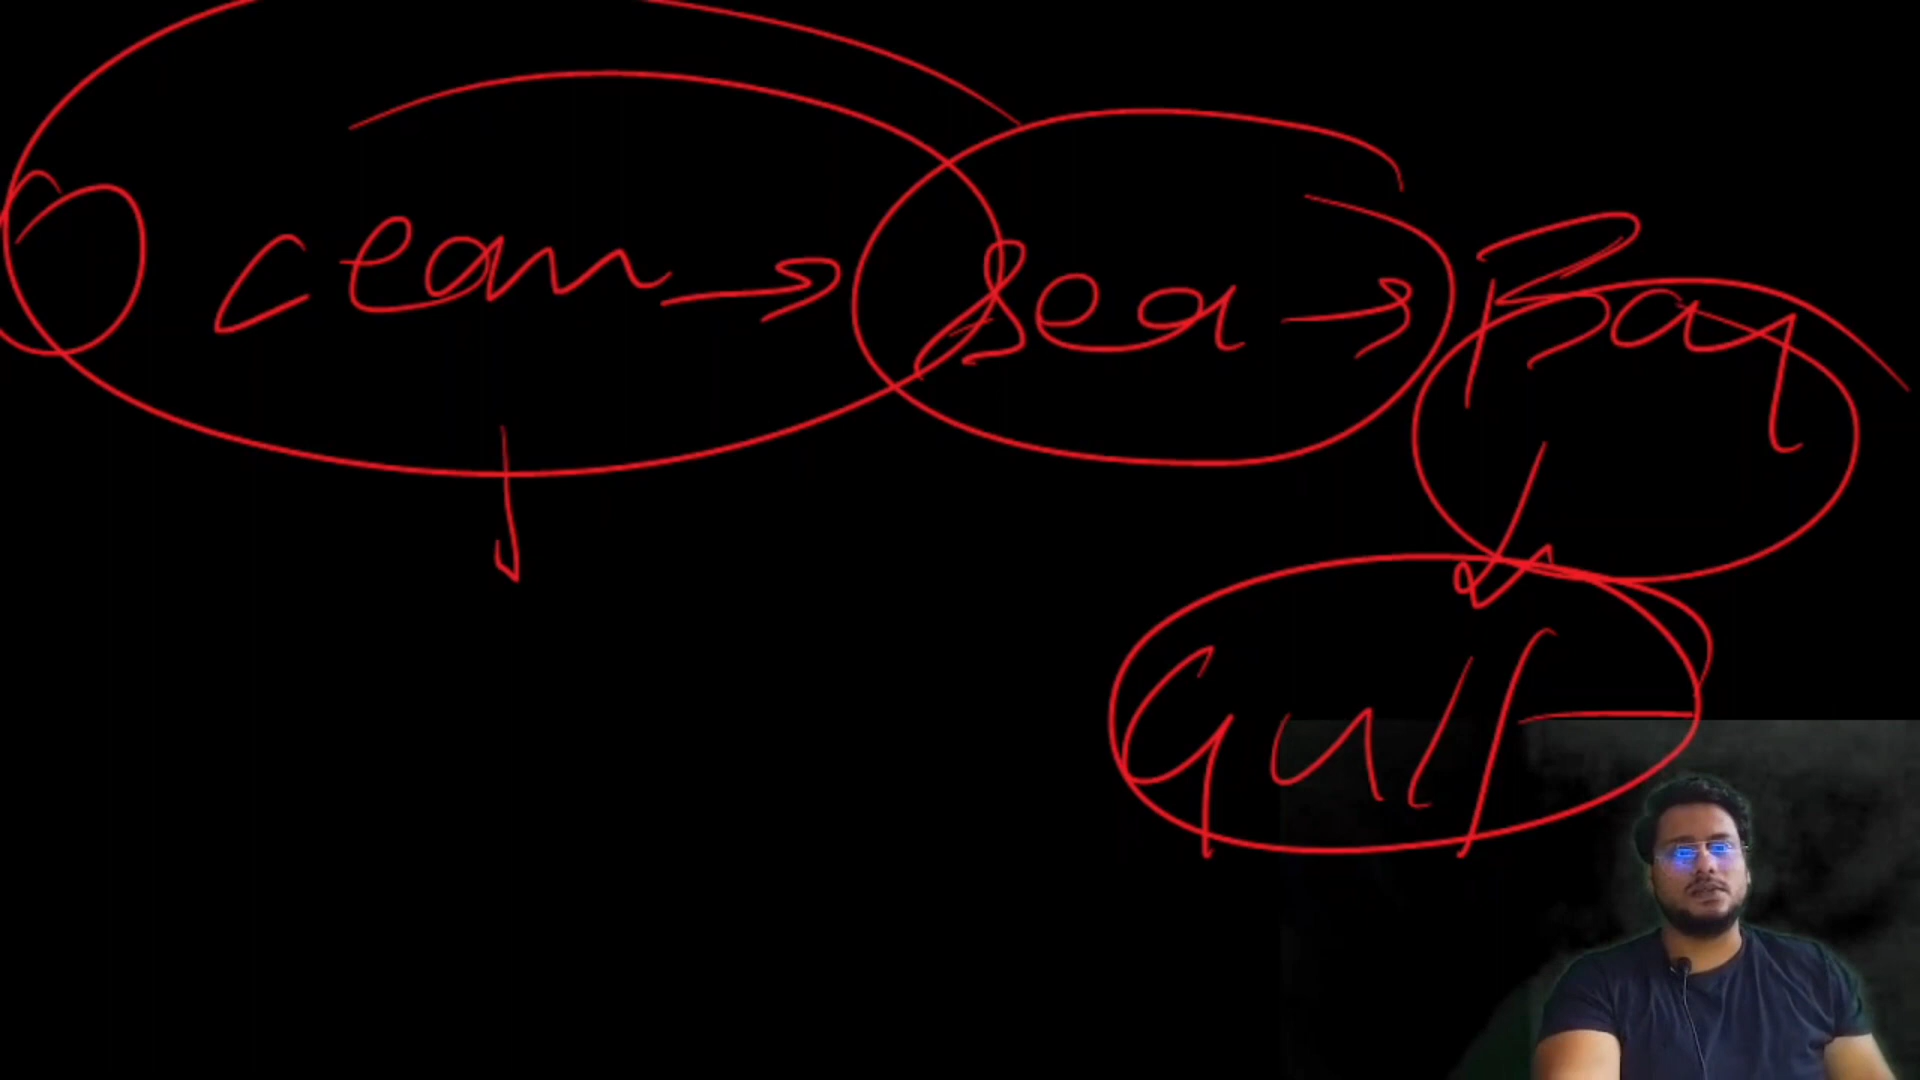 Ocean → Sea → Bay
Gulf